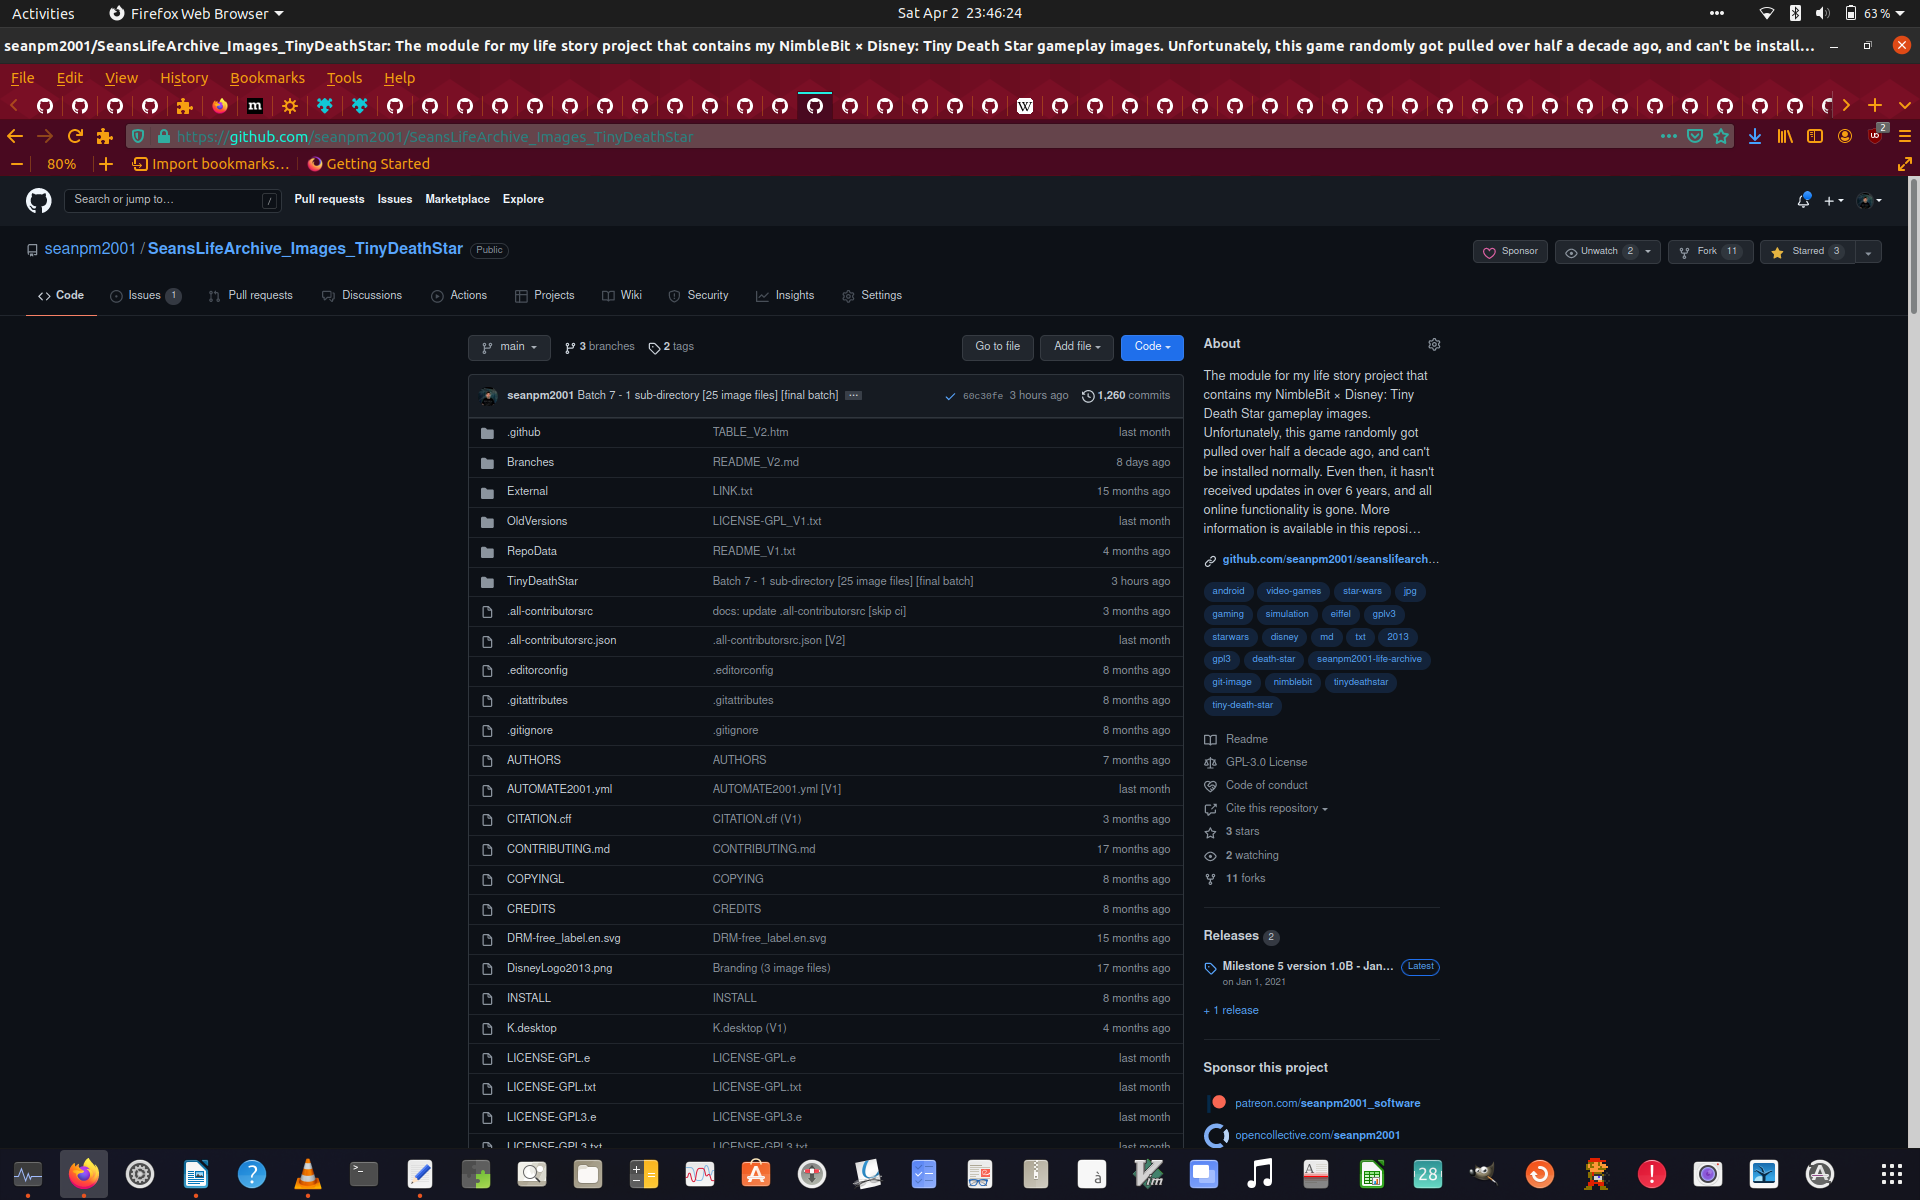 Activities
Firefox Web Browser
Sat Apr 2 23:46:24
63 %
seanpm2001/SeansLifeArchive_Images_TinyDeathStar: The module for my life story project that contains my NimbleBit × Disney: Tiny Death Star gameplay images. Unfortunately, this game randomly got pulled over half a decade ago, and can't be install…
File Edit View History Bookmarks Tools Help
https://github.com/seanpm2001/SeansLifeArchive_Images_TinyDeathStar
2
80%
Import bookmarks…
Getting Started
Search or jump to…
/
Pull requests Issues Marketplace Explore
seanpm2001 / SeansLifeArchive_Images_TinyDeathStar Public
Sponsor
Unwatch 2
Fork 11
Starred 3
Code
Issues 1
Pull requests
Discussions
Actions
Projects
Wiki
Security
Insights
Settings
main
3 branches
2 tags
Go to file
Add file
Code
seanpm2001 Batch 7 - 1 sub-directory [25 image files] [final batch] 60c30fe 3 hours ago 1,260 commits
.github TABLE_V2.htm last month
Branches README_V2.md 8 days ago
External LINK.txt 15 months ago
OldVersions LICENSE-GPL_V1.txt last month
RepoData README_V1.txt 4 months ago
TinyDeathStar Batch 7 - 1 sub-directory [25 image files] [final batch] 3 hours ago
.all-contributorsrc docs: update .all-contributorsrc [skip ci] 3 months ago
.all-contributorsrc.json .all-contributorsrc.json [V2] last month
.editorconfig .editorconfig 8 months ago
.gitattributes .gitattributes 8 months ago
.gitignore .gitignore 8 months ago
AUTHORS AUTHORS 7 months ago
AUTOMATE2001.yml AUTOMATE2001.yml [V1] last month
CITATION.cff CITATION.cff (V1) 3 months ago
CONTRIBUTING.md CONTRIBUTING.md 17 months ago
COPYINGL COPYING 8 months ago
CREDITS CREDITS 8 months ago
DRM-free_label.en.svg DRM-free_label.en.svg 15 months ago
DisneyLogo2013.png Branding (3 image files) 17 months ago
INSTALL INSTALL 8 months ago
K.desktop K.desktop (V1) 4 months ago
LICENSE-GPL.e LICENSE-GPL.e last month
LICENSE-GPL.txt LICENSE-GPL.txt last month
LICENSE-GPL3.e LICENSE-GPL3.e last month
LICENSE-GPL3.txt LICENSE-GPL3.txt last month
About
The module for my life story project that
contains my NimbleBit × Disney: Tiny
Death Star gameplay images.
Unfortunately, this game randomly got
pulled over half a decade ago, and can't
be installed normally. Even then, it hasn't
received updates in over 6 years, and all
online functionality is gone. More
information is available in this reposi…
github.com/seanpm2001/seanslifearch…
android video-games star-wars jpg
gaming simulation eiffel gplv3
starwars disney md txt 2013
gpl3 death-star seanpm2001-life-archive
git-image nimblebit tinydeathstar
tiny-death-star
Readme
GPL-3.0 License
Code of conduct
Cite this repository
3 stars
2 watching
11 forks
Releases 2
Milestone 5 version 1.0B - Jan… Latest
on Jan 1, 2021
+ 1 release
Sponsor this project
patreon.com/seanpm2001_software
opencollective.com/seanpm2001
28